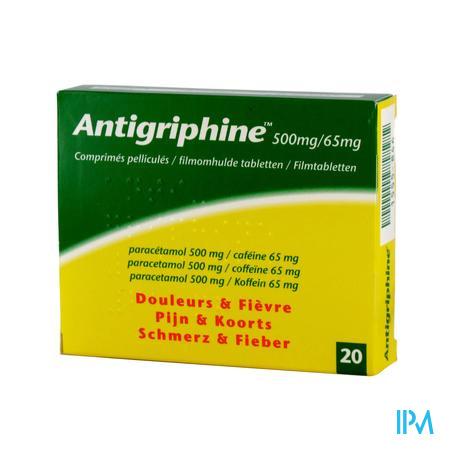 Antigriphine™ 500mg/65mg
Comprimés pelliculés / filmomhulde tabletten / Filmtabletten
paracétamol 500 mg / caféine 65 mg
paracetamol 500 mg / coffeïne 65 mg
paracetamol 500 mg / Koffein 65 mg
Douleurs & Fièvre
Pijn & Koorts
Schmerz & Fieber
20
Antigriphine
IPM